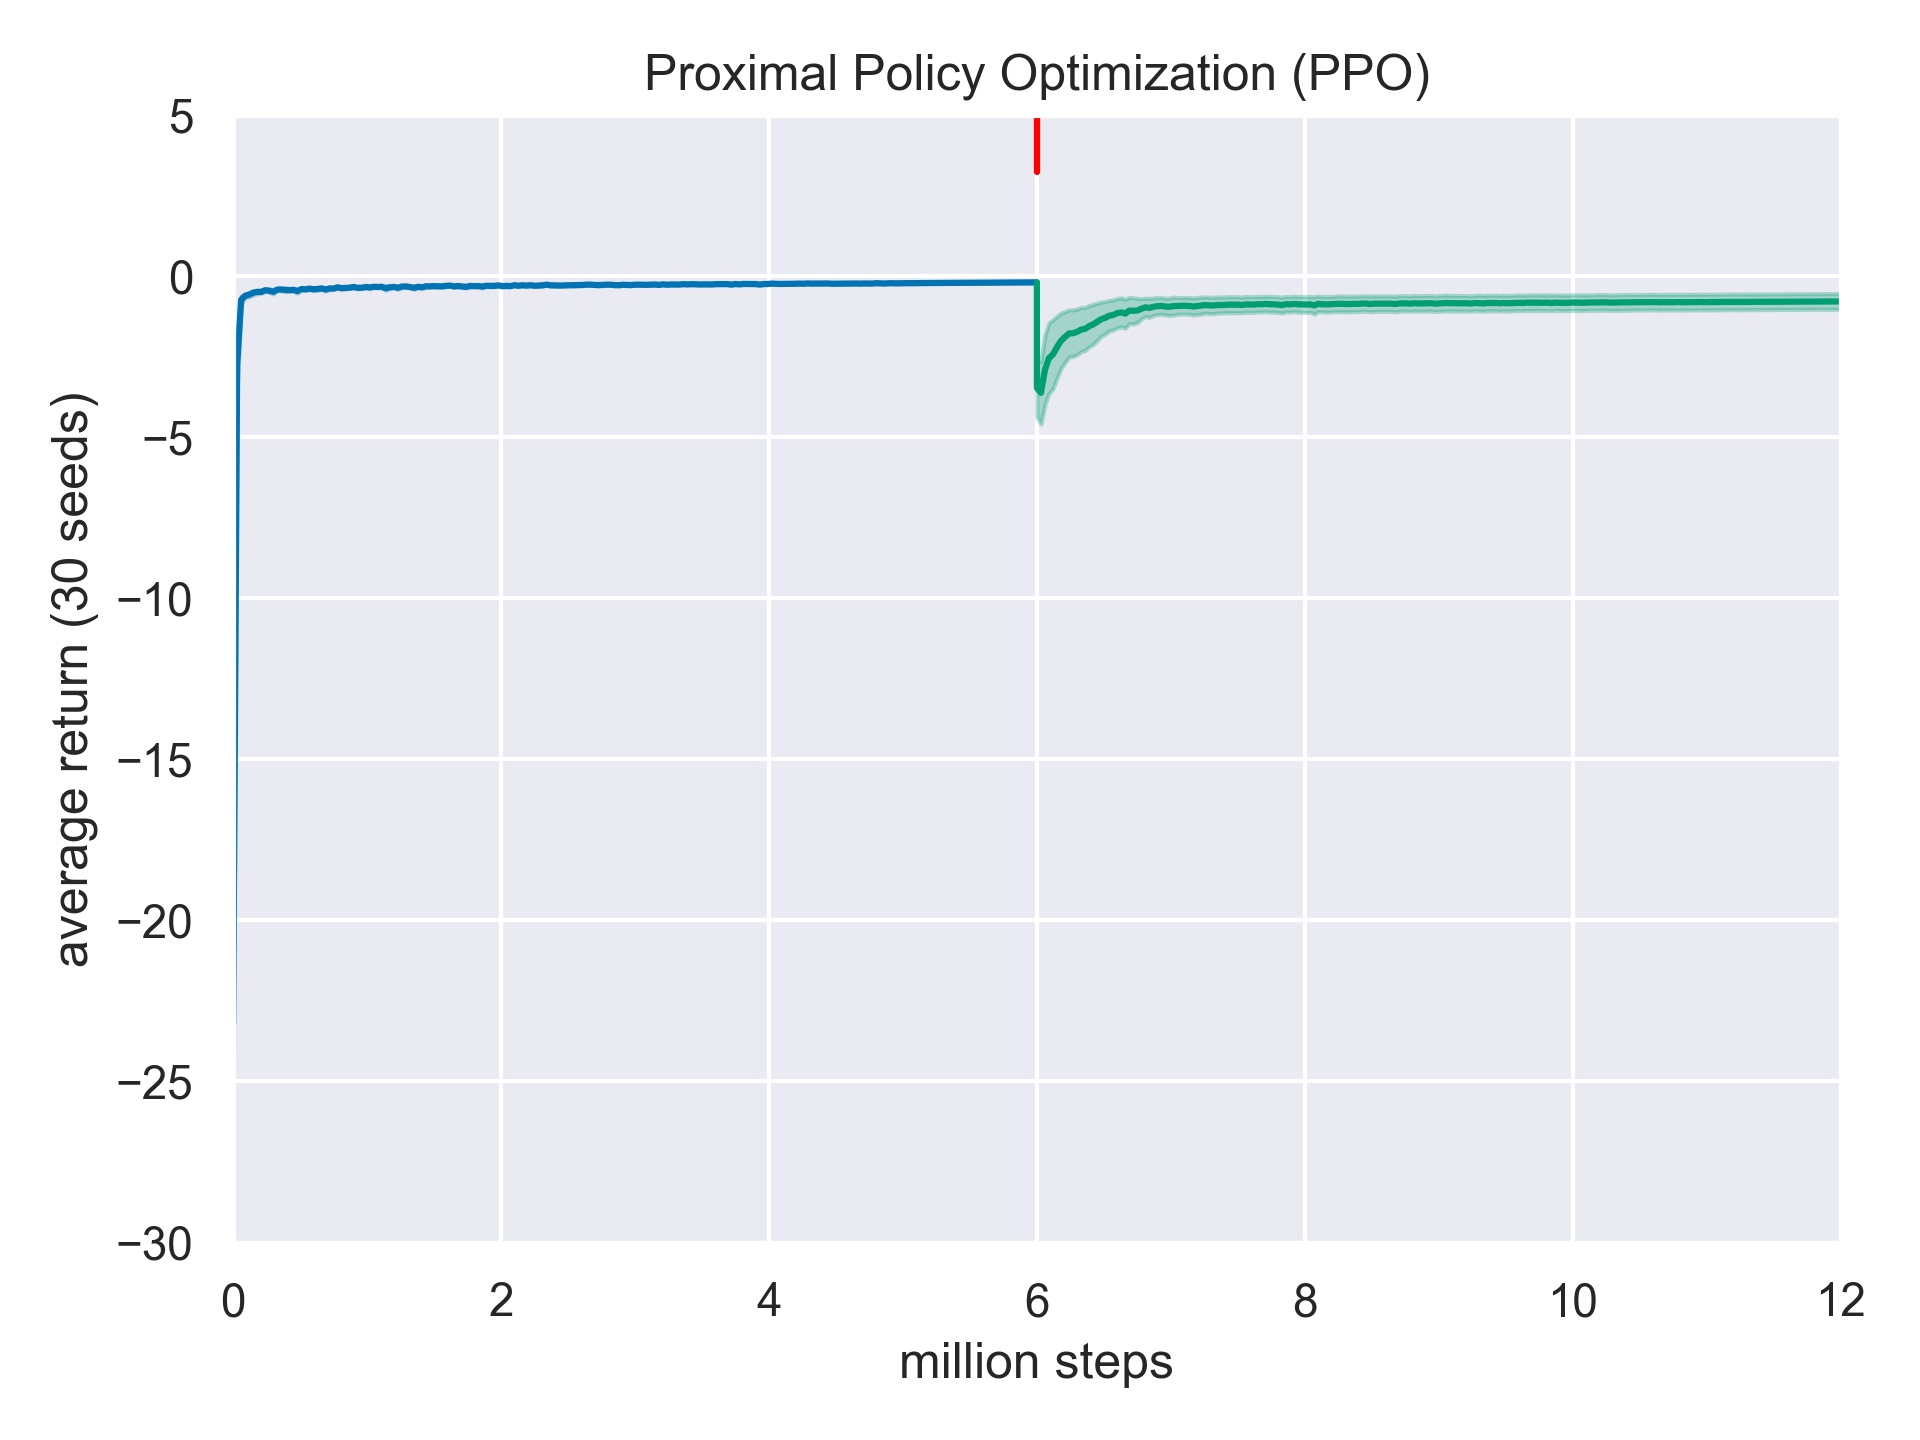 Proximal Policy Optimization (PPO)
5
0
−5
−10
−15
−20
−25
−30
average return (30 seeds)
0 2 4 6 8 10 12
million steps